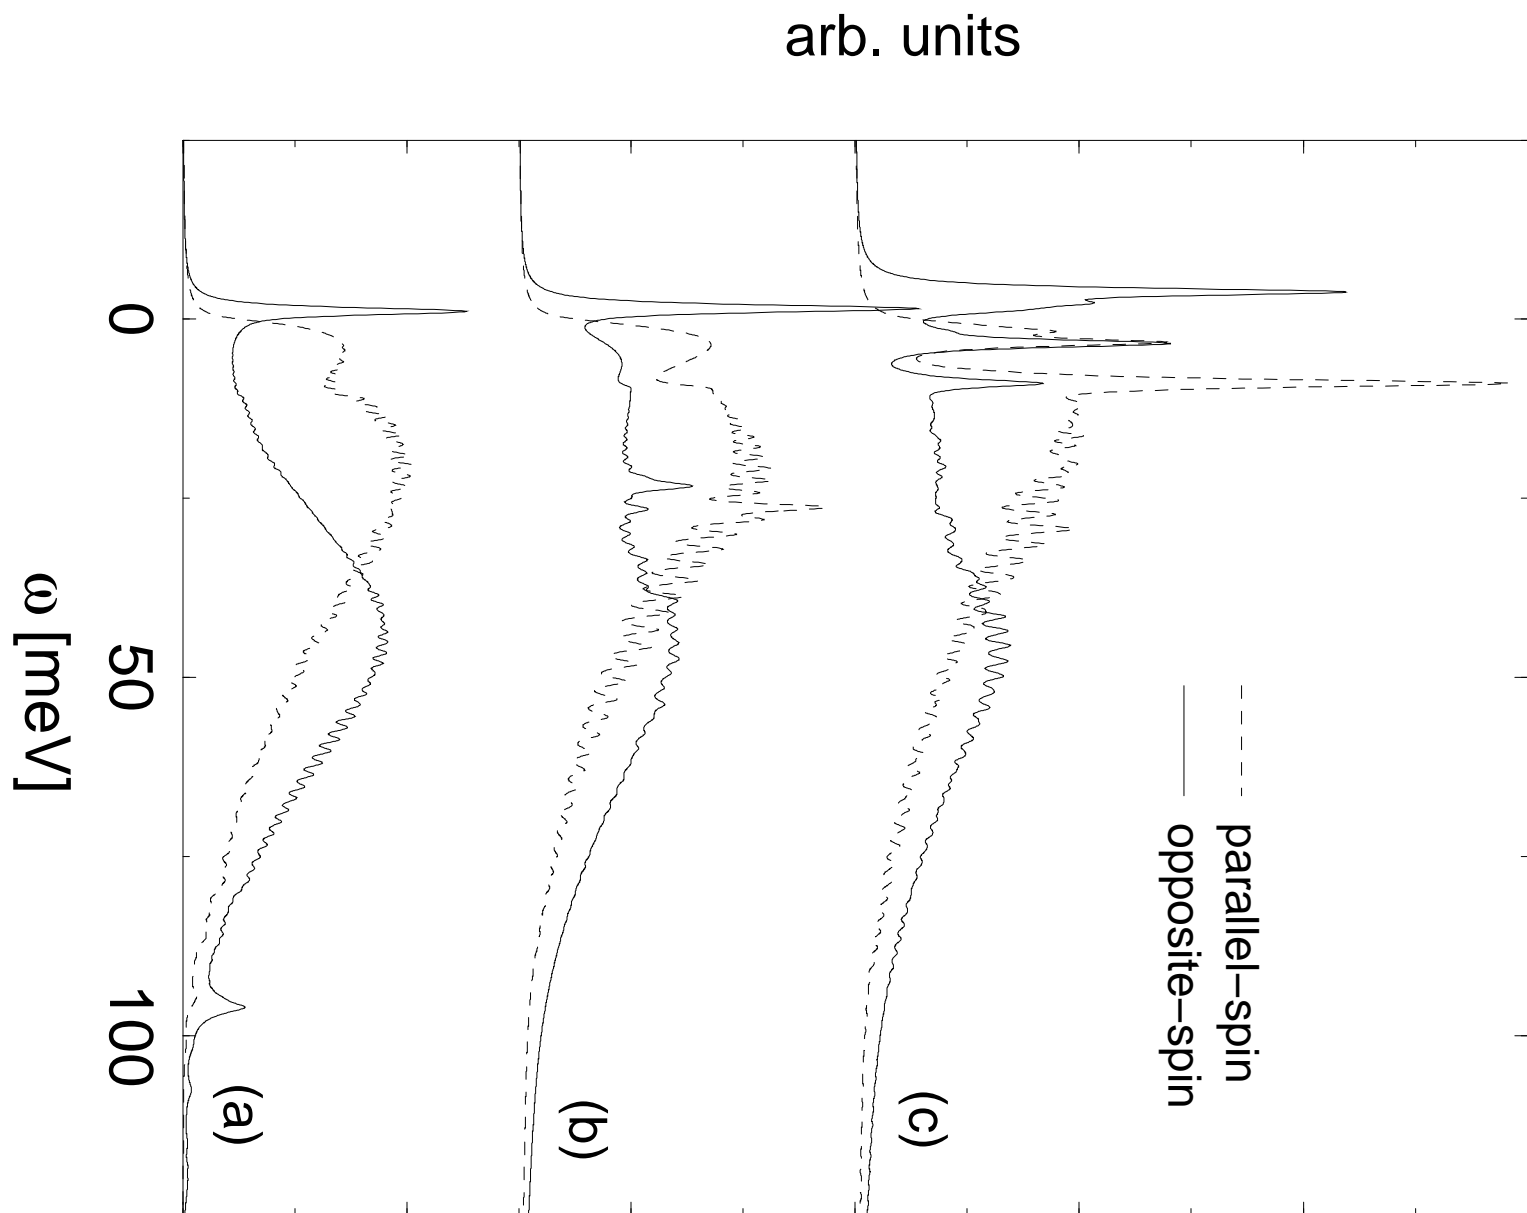 arb. units
0
50
100
ω [meV]
(a)
(b)
(c)
parallel–spin
opposite–spin